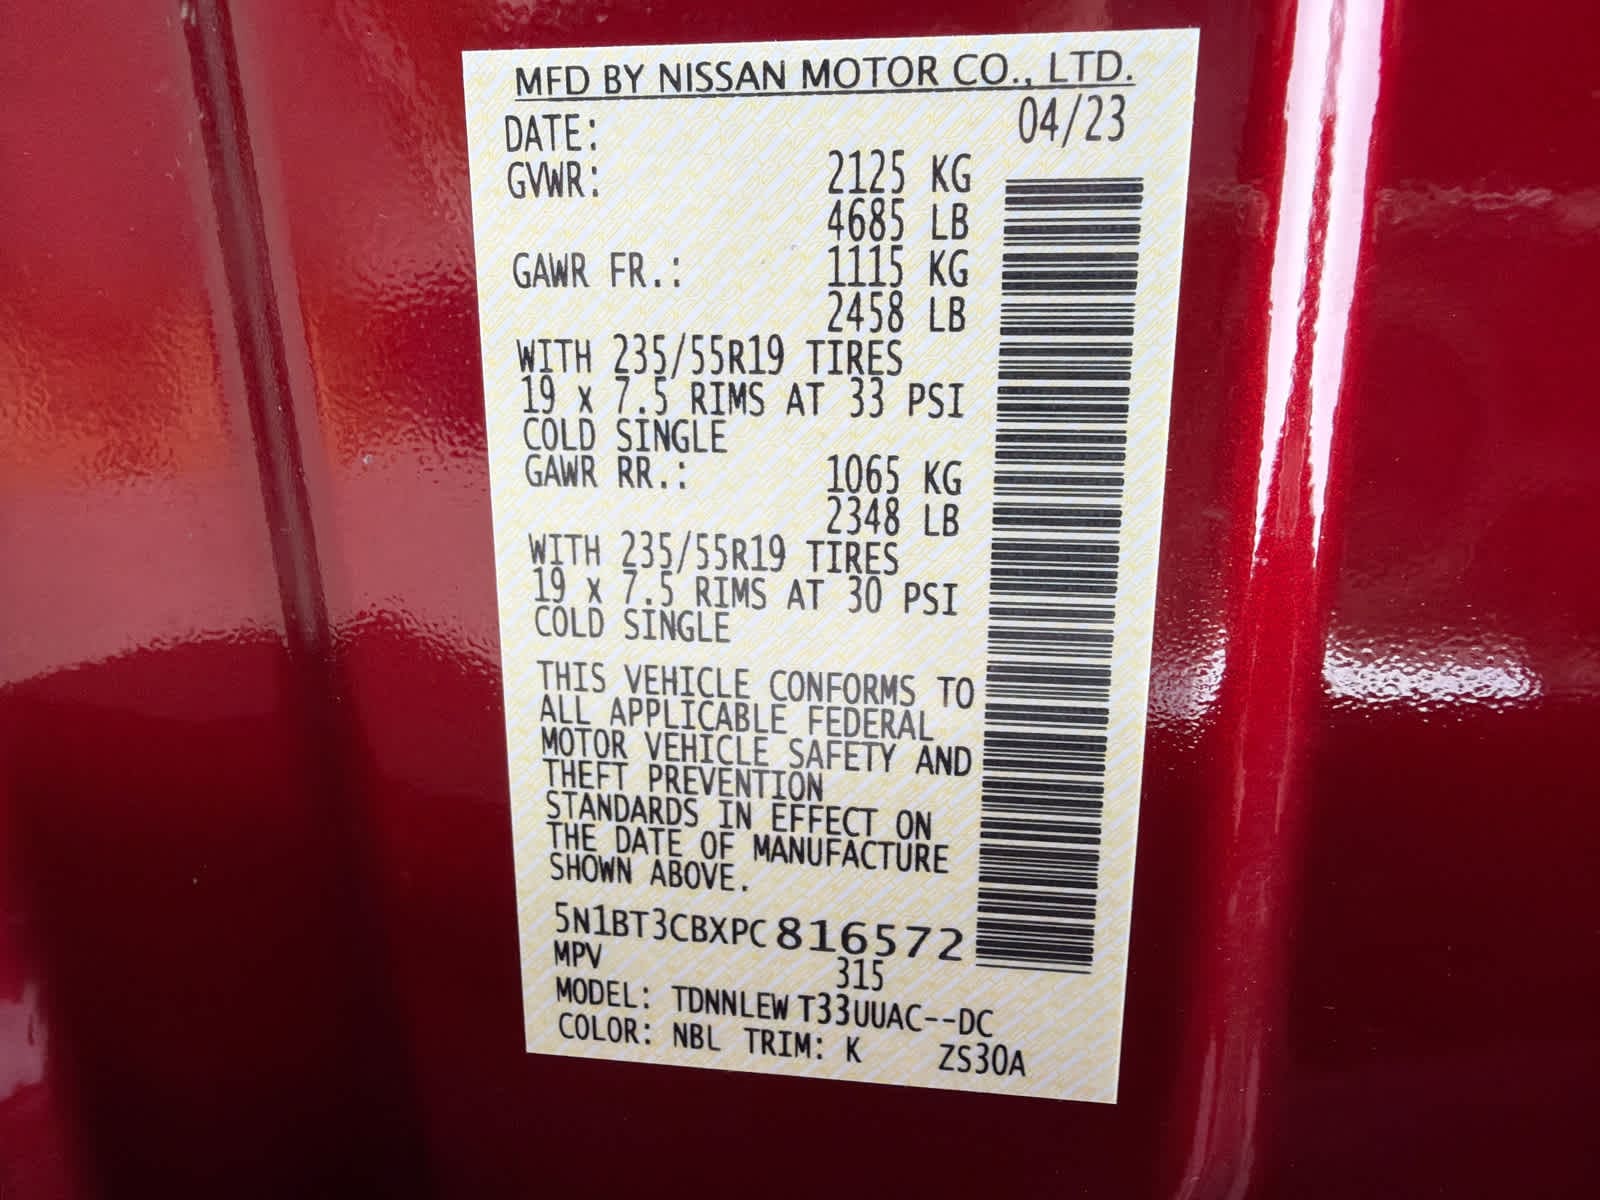 MFD BY NISSAN MOTOR CO., LTD.
DATE: 04/23
GVWR: 2125 KG
4685 LB
GAWR FR.: 1115 KG
2458 LB
WITH 235/55R19 TIRES
19 x 7.5 RIMS AT 33 PSI
COLD SINGLE
GAWR RR.: 1065 KG
2348 LB
WITH 235/55R19 TIRES
19 x 7.5 RIMS AT 30 PSI
COLD SINGLE
THIS VEHICLE CONFORMS TO
ALL APPLICABLE FEDERAL
MOTOR VEHICLE SAFETY AND
THEFT PREVENTION
STANDARDS IN EFFECT ON
THE DATE OF MANUFACTURE
SHOWN ABOVE.
5N1BT3CBXPC816572
MPV 315
MODEL: TDNNLEW T33UUAC--DC
COLOR: NBL TRIM: K ZS30A